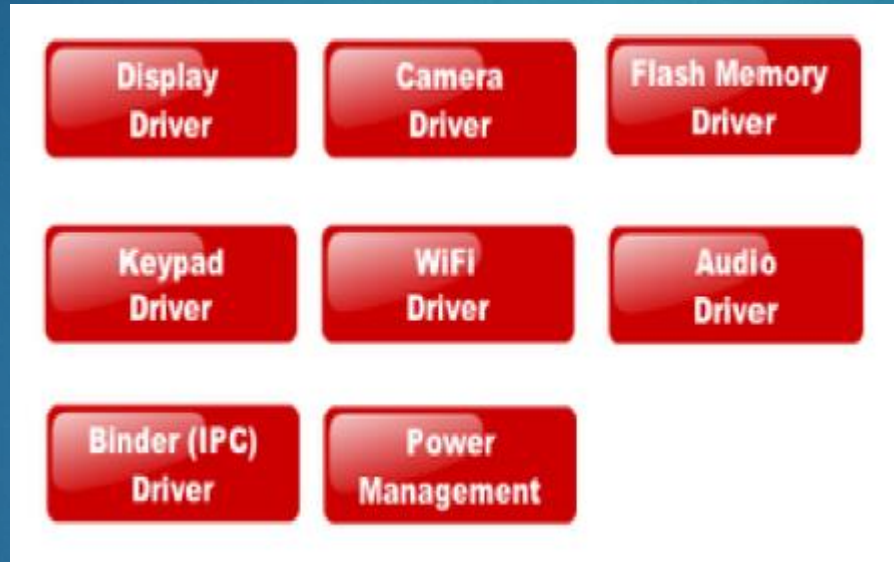 Display
Driver
Camera
Driver
Flash Memory
Driver
Keypad
Driver
WiFi
Driver
Audio
Driver
Binder (IPC)
Driver
Power
Management